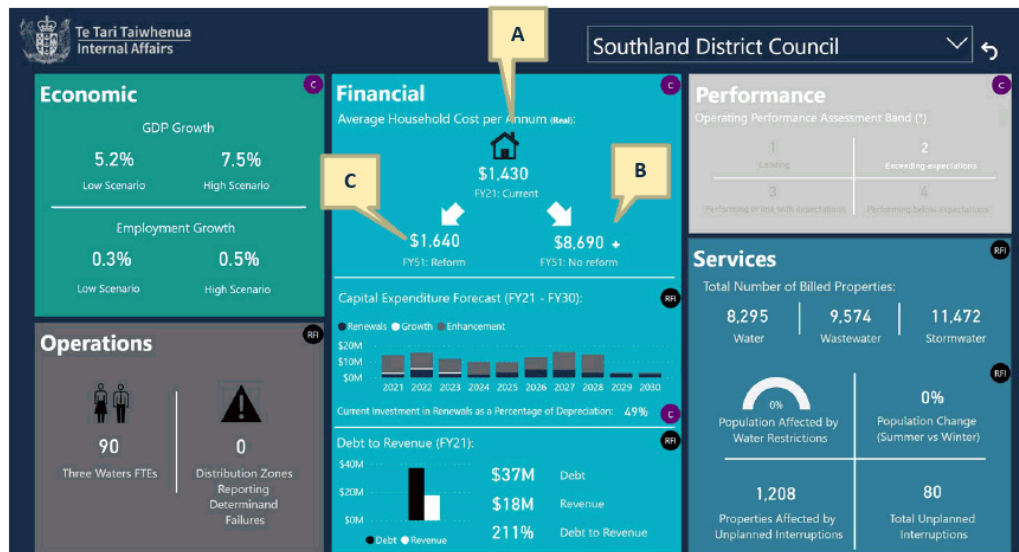 Te Tari Taiwhenua
Internal Affairs
A
Southland District Council
Economic
C
GDP Growth
5.2%
7.5%
Low Scenario
High Scenario
Employment Growth
0.3%
0.5%
Low Scenario
High Scenario
Operations
RFI
90
0
Three Waters FTEs
Distribution Zones
Reporting
Determinand
Failures
Financial
C
Average Household Cost per Annum (Real):
$1,430
FY21: Current
C
B
$1,640
$8,690 +
FY51: Reform
FY51: No reform
Capital Expenditure Forecast (FY21 - FY30):
RFI
Renewals Growth Enhancement
$20M
$10M
$0M
2021 2022 2023 2024 2025 2026 2027 2028 2029 2030
Current Investment in Renewals as a Percentage of Depreciation: 49%
C
Debt to Revenue (FY21):
RFI
$40M
$20M
$0M
Debt Revenue
$37M Debt
$18M Revenue
211% Debt to Revenue
Performance
C
Operating Performance Assessment Band (*)
1
Leading
2
Exceeding expectations
3
Performing in line with expectations
4
Performing below expectations
Services
RFI
Total Number of Billed Properties:
8,295
9,574
11,472
Water
Wastewater
Stormwater
RFI
0%
Population Affected by
Water Restrictions
0%
Population Change
(Summer vs Winter)
1,208
Properties Affected by
Unplanned Interruptions
80
Total Unplanned
Interruptions